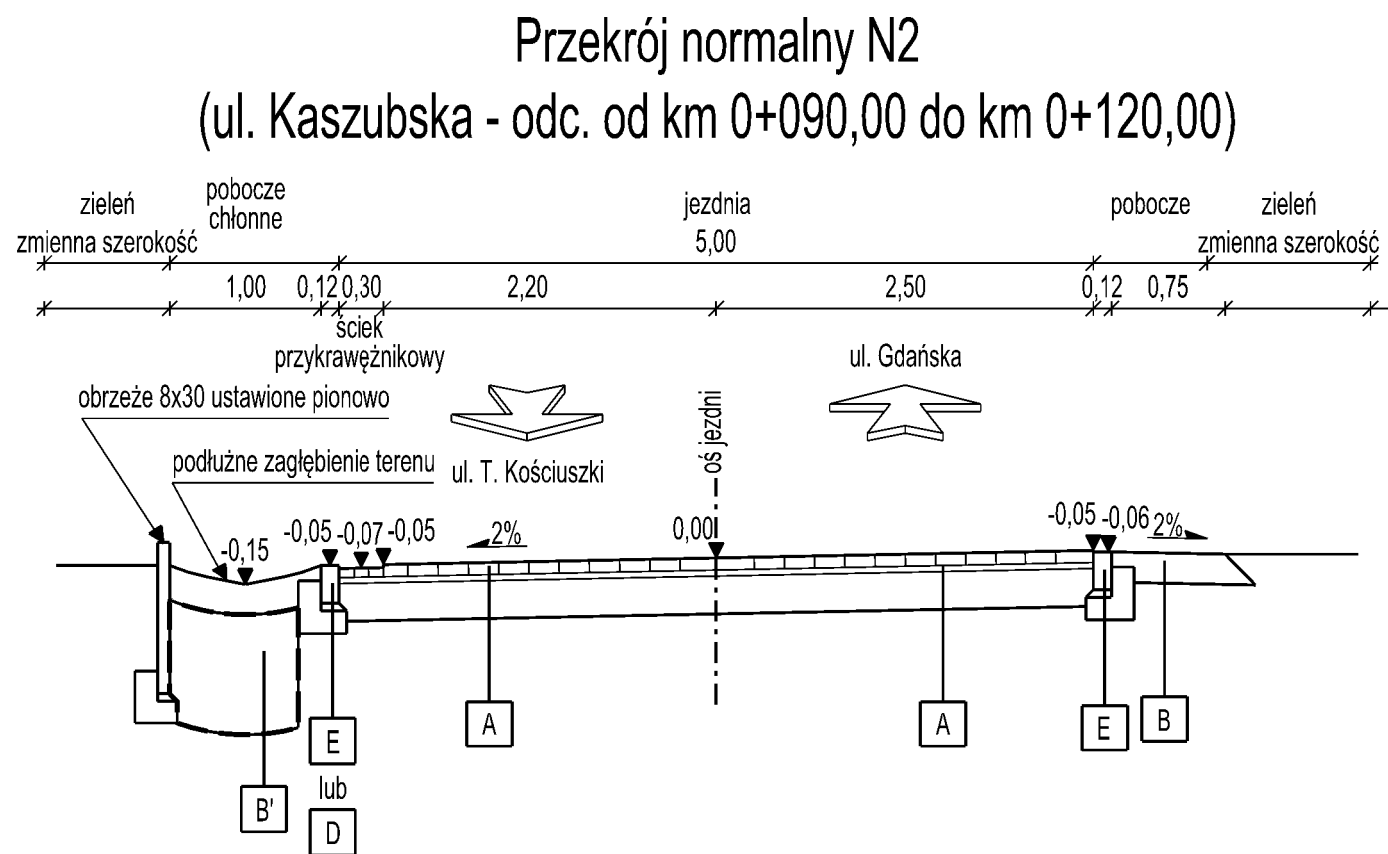 Przekrój normalny N2
(ul. Kaszubska - odc. od km 0+090,00 do km 0+120,00)
zieleń
zmienna szerokość
pobocze
chłonne
jezdnia
5,00
pobocze
zieleń
zmienna szerokość
1,00 0,12 0,30 2,20 2,50 0,12 0,75
ściek
przykrawężnikowy
ul. Gdańska
obrzeże 8x30 ustawione pionowo
podłużne zagłębienie terenu
ul. T. Kościuszki
oś jezdni
-0,15 -0,05 -0,07 -0,05 2% 0,00 -0,05 -0,06 2%
A A E B
E
lub
D
B'